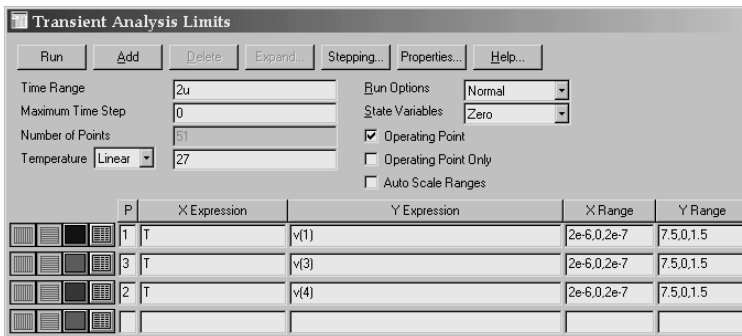 Transient Analysis Limits
Run Add Delete Expand... Stepping... Properties... Help...
Time Range 2u Run Options Normal
Maximum Time Step 0 State Variables Zero
Number of Points 51 Operating Point
Temperature Linear 27 Operating Point Only
Auto Scale Ranges
P X Expression Y Expression X Range Y Range
1 T v(1) 2e-6,0,2e-7 7.5,0,1.5
3 T v(3) 2e-6,0,2e-7 7.5,0,1.5
2 T v(4) 2e-6,0,2e-7 7.5,0,1.5